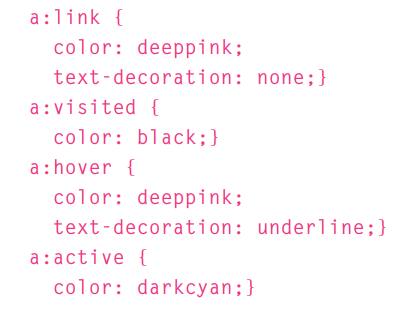 a:link {
color: deeppink;
text-decoration: none;}
a:visited {
color: black;}
a:hover {
color: deeppink;
text-decoration: underline;}
a:active {
color: darkcyan;}